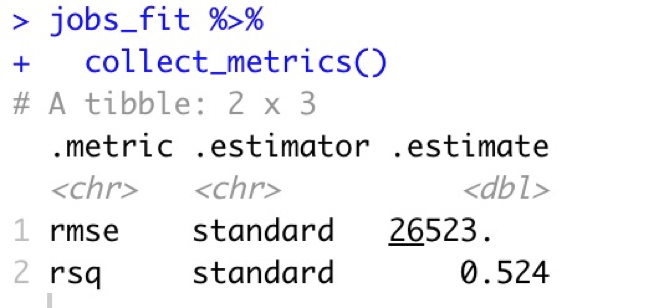 > jobs_fit %>%
+   collect_metrics()
# A tibble: 2 x 3
  .metric .estimator .estimate
  <chr>   <chr>          <dbl>
1 rmse    standard   26523.
2 rsq     standard       0.524